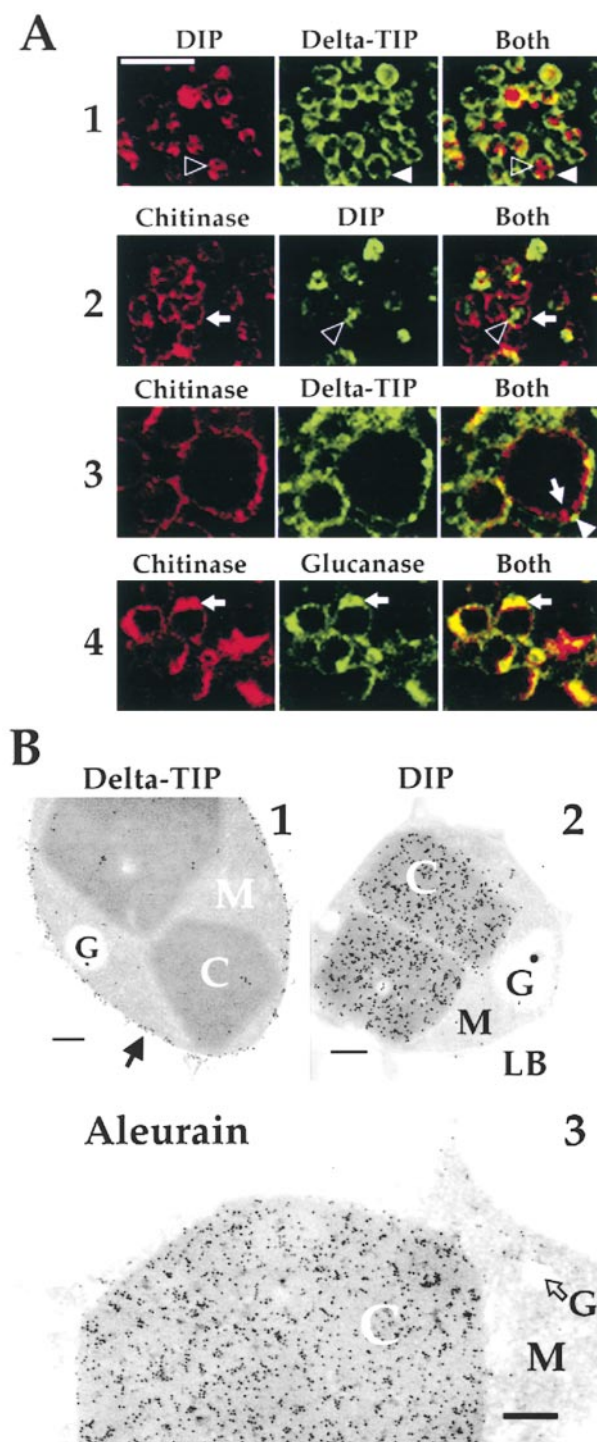 A
DIP Delta-TIP Both
1
Chitinase DIP Both
2
Chitinase Delta-TIP Both
3
Chitinase Glucanase Both
4
B
Delta-TIP DIP
1 2
M C
G C G
M
LB
Aleurain 3
C G
M